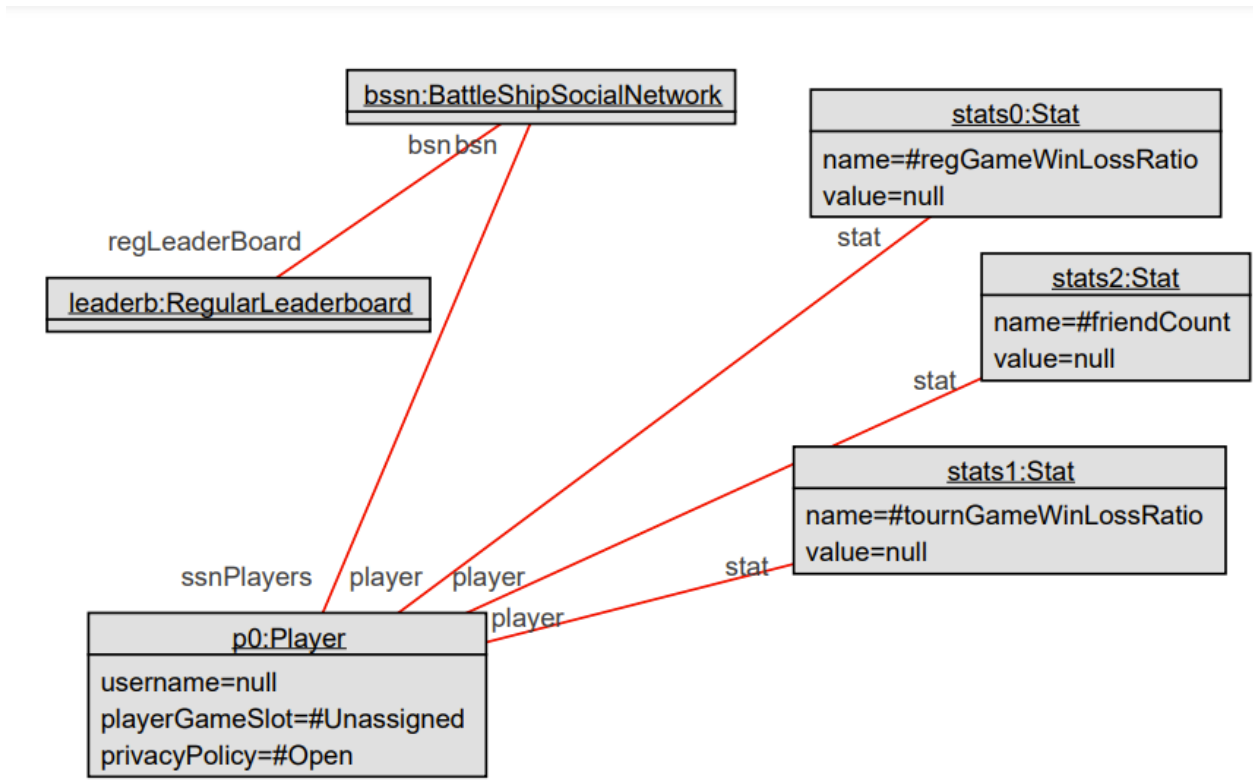 bssn:BattleShipSocialNetwork
bsn bsn
stats0:Stat
name=#regGameWinLossRatio
value=null
stat
regLeaderBoard
leaderb:RegularLeaderboard
stats2:Stat
name=#friendCount
value=null
stat
stats1:Stat
name=#tournGameWinLossRatio
value=null
stat
ssnPlayers
player
player
player
p0:Player
username=null
playerGameSlot=#Unassigned
privacyPolicy=#Open